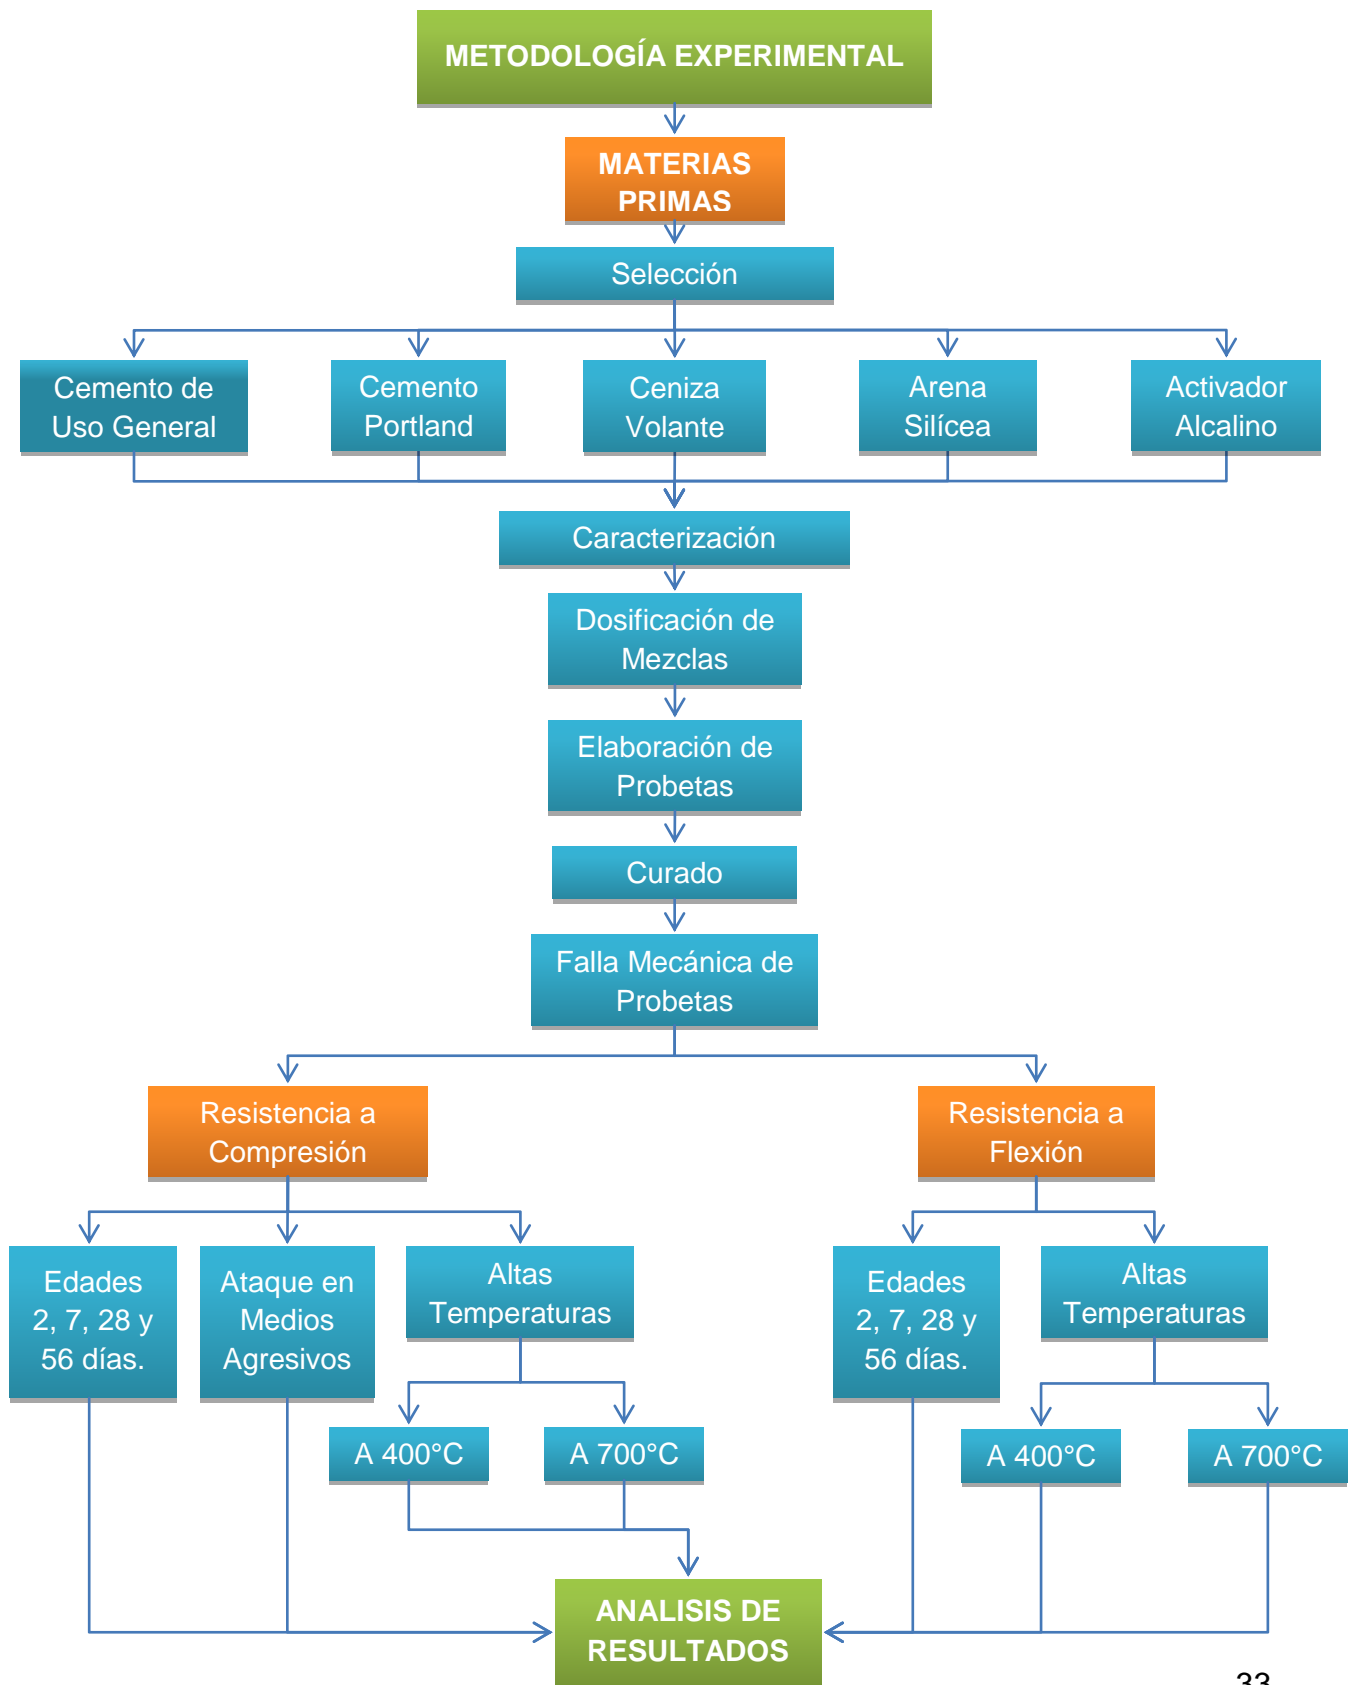 METODOLOGÍA EXPERIMENTAL
MATERIAS
PRIMAS
Selección
Cemento de
Uso General
Cemento
Portland
Ceniza
Volante
Arena
Silícea
Activador
Alcalino
Caracterización
Dosificación de
Mezclas
Elaboración de
Probetas
Curado
Falla Mecánica de
Probetas
Resistencia a
Compresión
Resistencia a
Flexión
Edades
2, 7, 28 y
56 días.
Ataque en
Medios
Agresivos
Altas
Temperaturas
Edades
2, 7, 28 y
56 días.
Altas
Temperaturas
A 400°C
A 700°C
A 400°C
A 700°C
ANALISIS DE
RESULTADOS
33